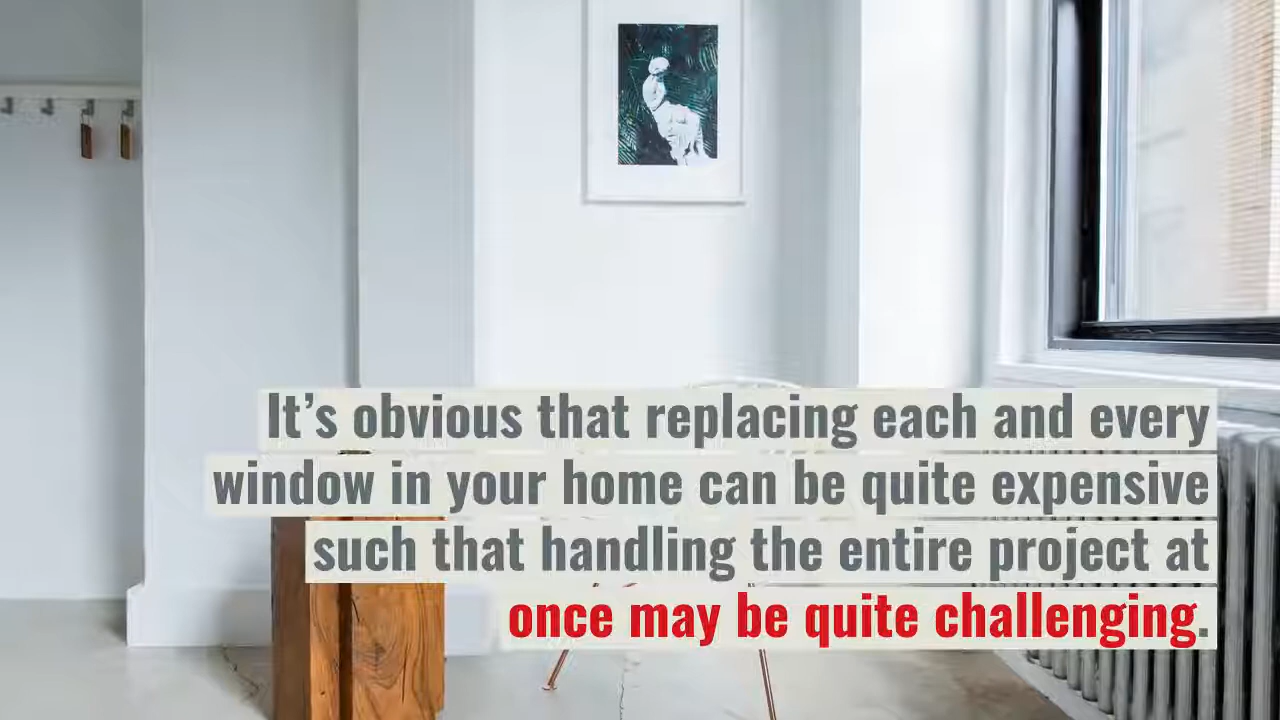 It’s obvious that replacing each and every
window in your home can be quite expensive
such that handling the entire project at
once may be quite challenging.